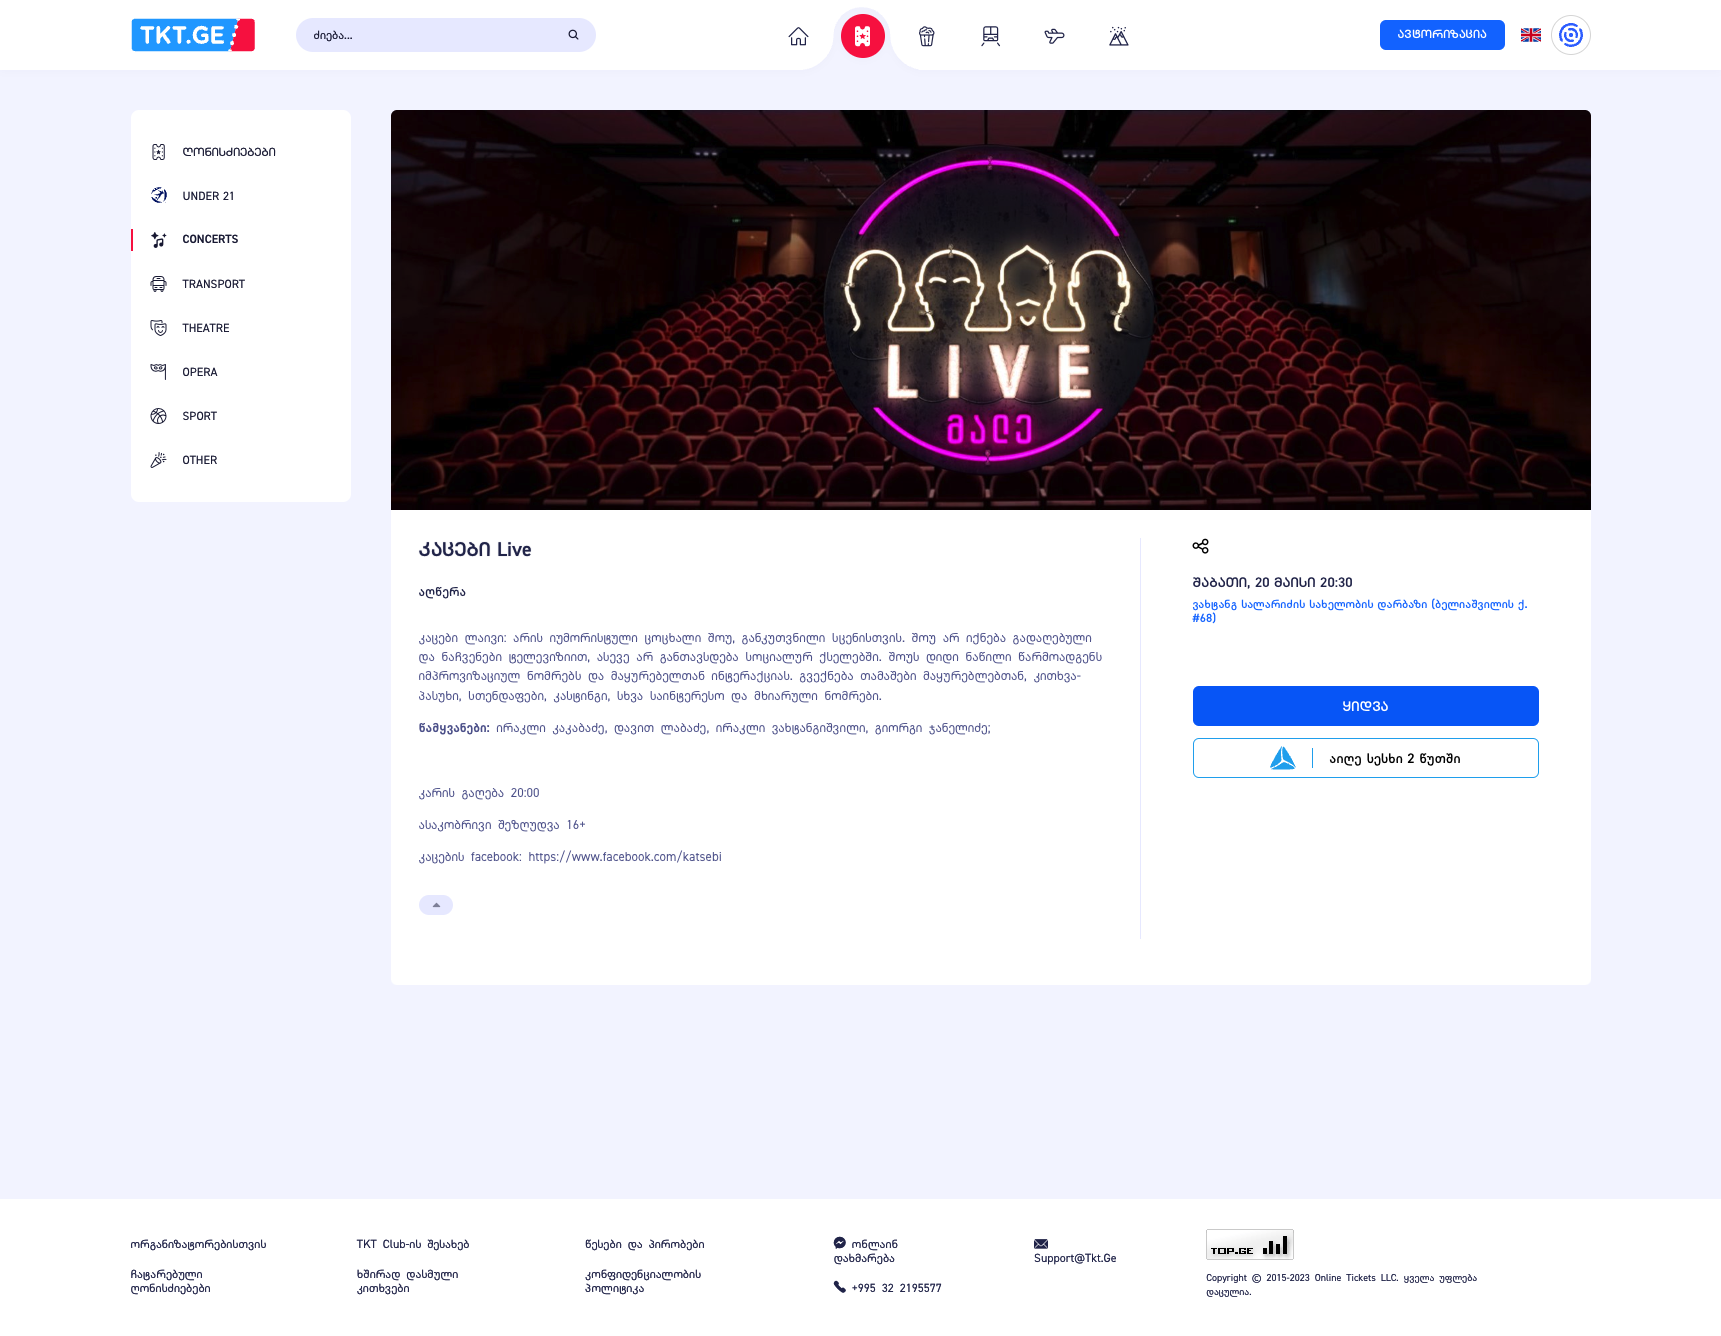 TKT.GE
ძიება...
ავტორიზაცია
ღონისძიებები
UNDER 21
CONCERTS
TRANSPORT
THEATRE
OPERA
SPORT
OTHER
LIVE
მალე
კაცები Live
აღწერა
კაცები ლაივი: არის იუმორისტული ცოცხალი შოუ, განკუთვნილი სცენისთვის. შოუ არ იქნება გადაღებული
და ნაჩვენები ტელევიზიით, ასევე არ განთავსდება სოციალურ ქსელებში. შოუს დიდი ნაწილი წარმოადგენს
იმპროვიზაციულ ნომრებს და მაყურებელთან ინტერაქციას. გვექნება თამაშები მაყურებლებთან, კითხვა-
პასუხი, სთენდაფები, კასტინგი, სხვა საინტერესო და მხიარული ნომრები.
წამყვანები: ირაკლი კაკაბაძე, დავით ლაბაძე, ირაკლი ვახტანგიშვილი, გიორგი ჯანელიძე;
კარის გაღება 20:00
ასაკობრივი შეზღუდვა 16+
კაცების facebook: https://www.facebook.com/katsebi
შაბათი, 20 მაისი 20:30
ვახტანგ სალარიძის სახელობის დარბაზი (ბელიაშვილის ქ.
#68)
ყიდვა
აიღე სესხი 2 წუთში
ორგანიზატორებისთვის
ჩატარებული
ღონისძიებები
TKT Club-ის შესახებ
ხშირად დასმული
კითხვები
წესები და პირობები
კონფიდენციალობის
პოლიტიკა
ონლაინ
დახმარება
+995 32 2195577
Support@Tkt.Ge
TOP.GE
Copyright © 2015-2023 Online Tickets LLC. ყველა უფლება
დაცულია.